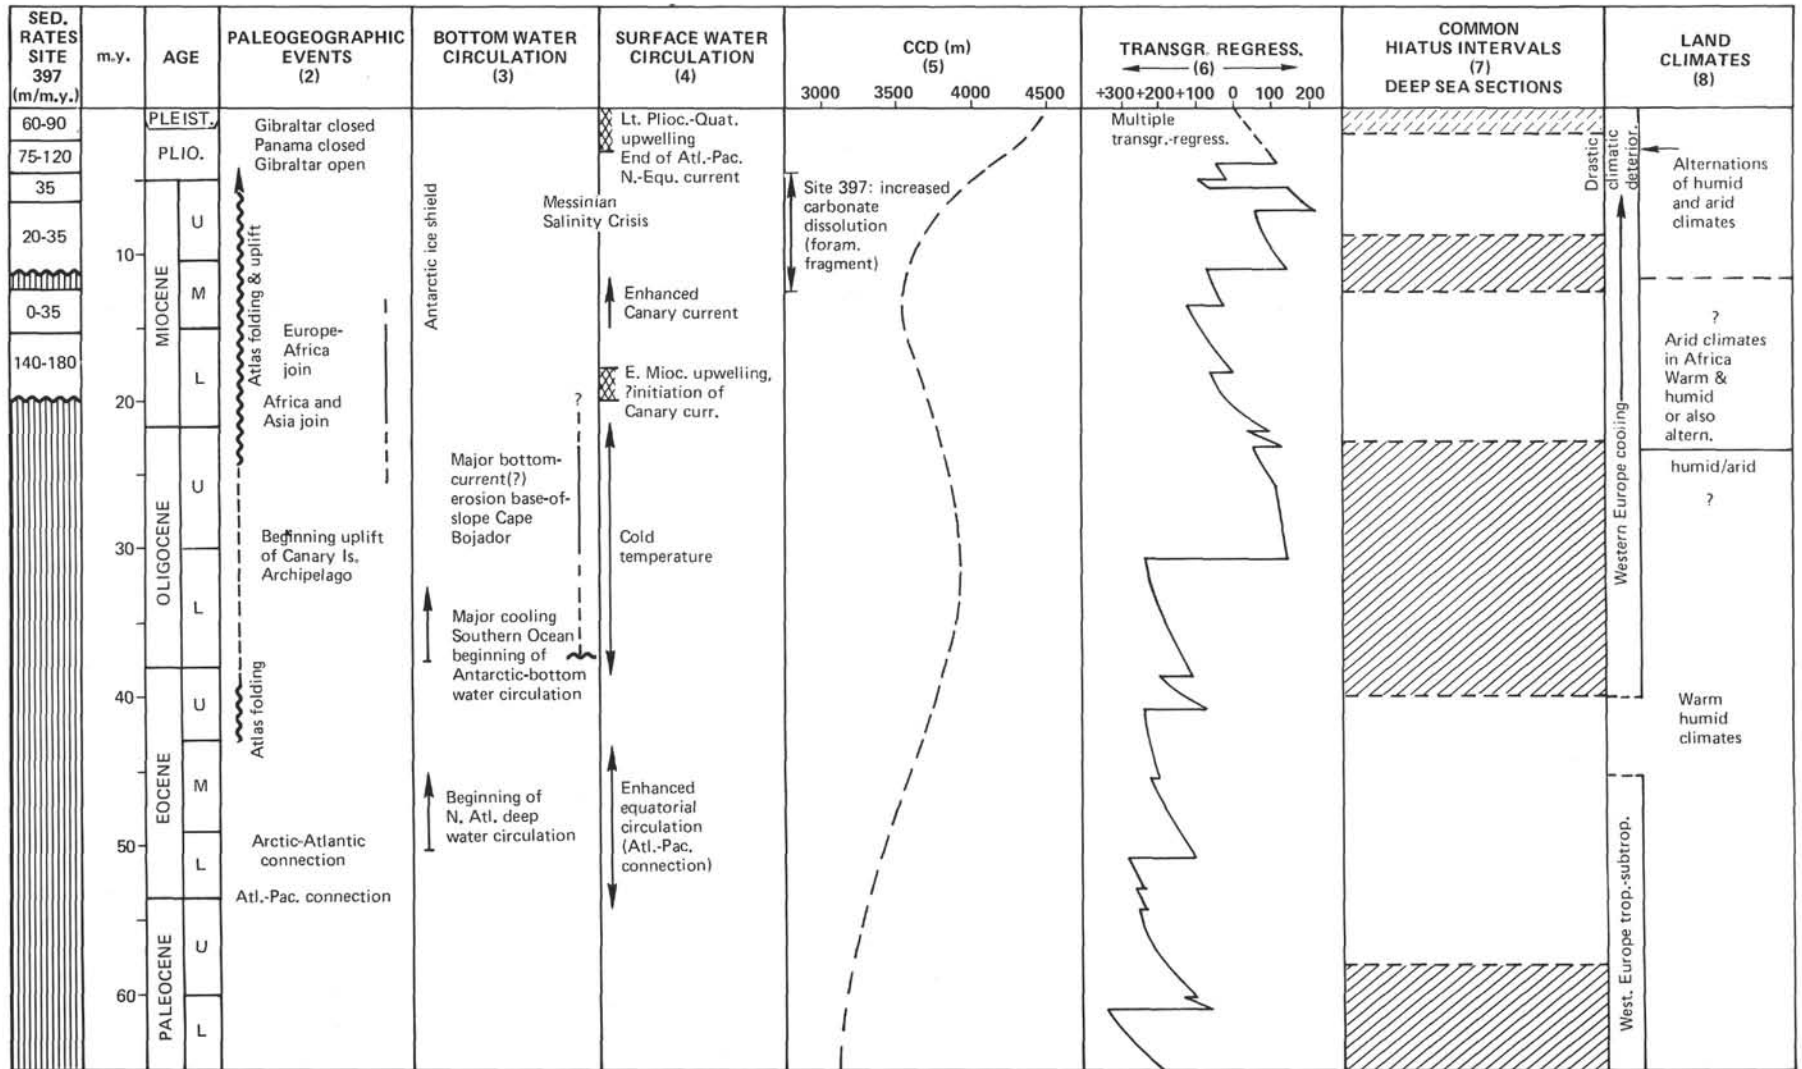 SED.
RATES
SITE
397
(m/m.y.)
m.y.
AGE
PALEOGEOGRAPHIC
EVENTS
(2)
BOTTOM WATER
CIRCULATION
(3)
SURFACE WATER
CIRCULATION
(4)
CCD (m)
(5)
3000 3500 4000 4500
TRANSGR. REGRESS.
(6)
+300 +200 +100 0 100 200
COMMON
HIATUS INTERVALS
(7)
DEEP SEA SECTIONS
LAND
CLIMATES
(8)
60-90
75-120
35
20-35
0-35
140-180
10
20
30
40
50
60
PLEIST.
PLIO.
MIOCENE
U
M
L
OLIGOCENE
U
L
EOCENE
U
M
L
PALEOCENE
U
L
Gibraltar closed
Panama closed
Gibraltar open
Atlas folding & uplift
Europe-
Africa
join
Africa and
Asia join
Beginning uplift
of Canary Is.
Archipelago
Atlas folding
Arctic-Atlantic
connection
Atl.-Pac. connection
Antarctic ice shield
Messinian
Salinity Crisis
?
Major bottom-
current(?)
erosion base-of-
slope Cape
Bojador
Major cooling
Southern Ocean
beginning of
Antarctic-bottom
water circulation
Beginning of
N. Atl. deep
water circulation
Lt. Plioc.-Quat.
upwelling
End of Atl.-Pac.
N.-Equ. current
Enhanced
Canary current
E. Mioc. upwelling,
?initiation of
Canary curr.
Cold
temperature
Enhanced
equatorial
circulation
(Atl.-Pac.
connection)
Site 397: increased
carbonate
dissolution
(foram.
fragment)
Multiple
transgr.-regress.
Drastic
climatic
deterior.
Western Europe cooling
West. Europe trop.-subtrop.
Alternations
of humid
and arid
climates
?
Arid climates
in Africa
Warm &
humid
or also
altern.
humid/arid
?
Warm
humid
climates